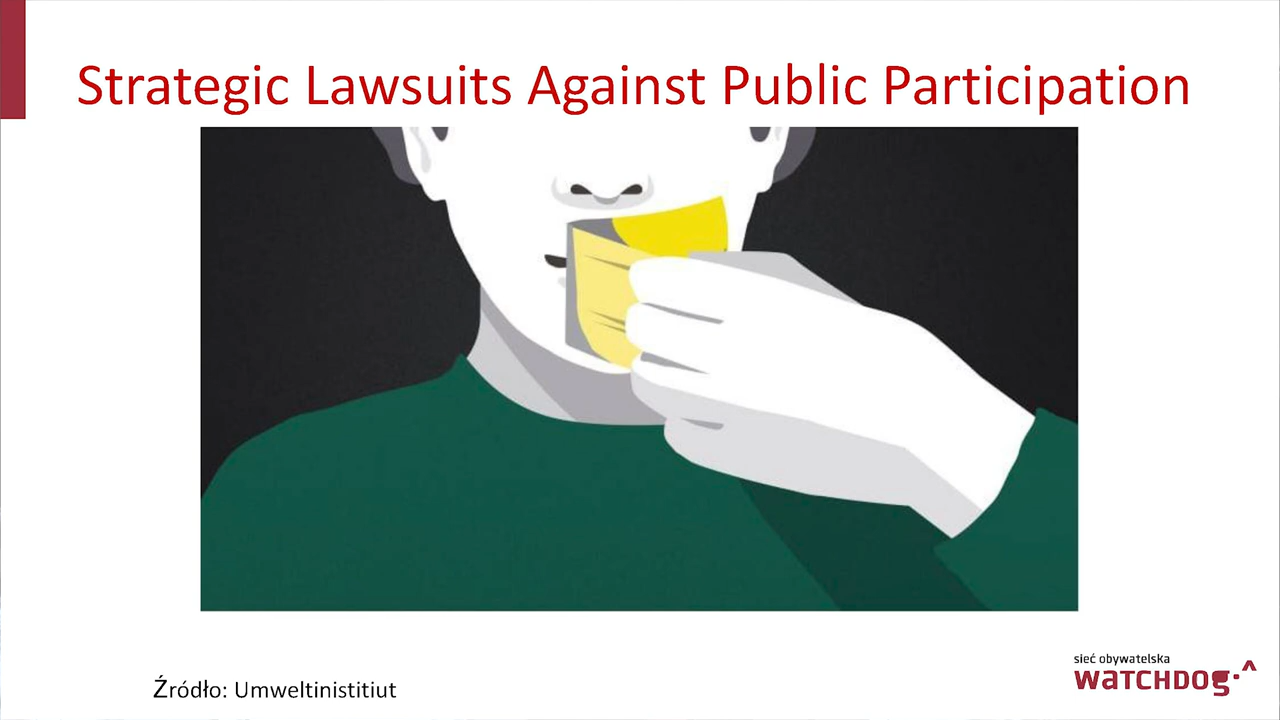 Strategic Lawsuits Against Public Participation
Źródło: Umweltinistitiut
sieć obywatelska
WATCHDOG